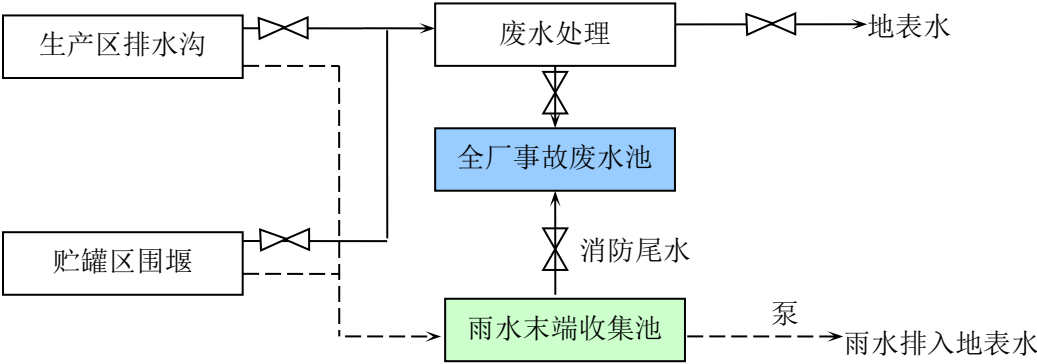 生产区排水沟
废水处理
地表水
全厂事故废水池
贮罐区围堰
消防尾水
雨水末端收集池
泵
雨水排入地表水